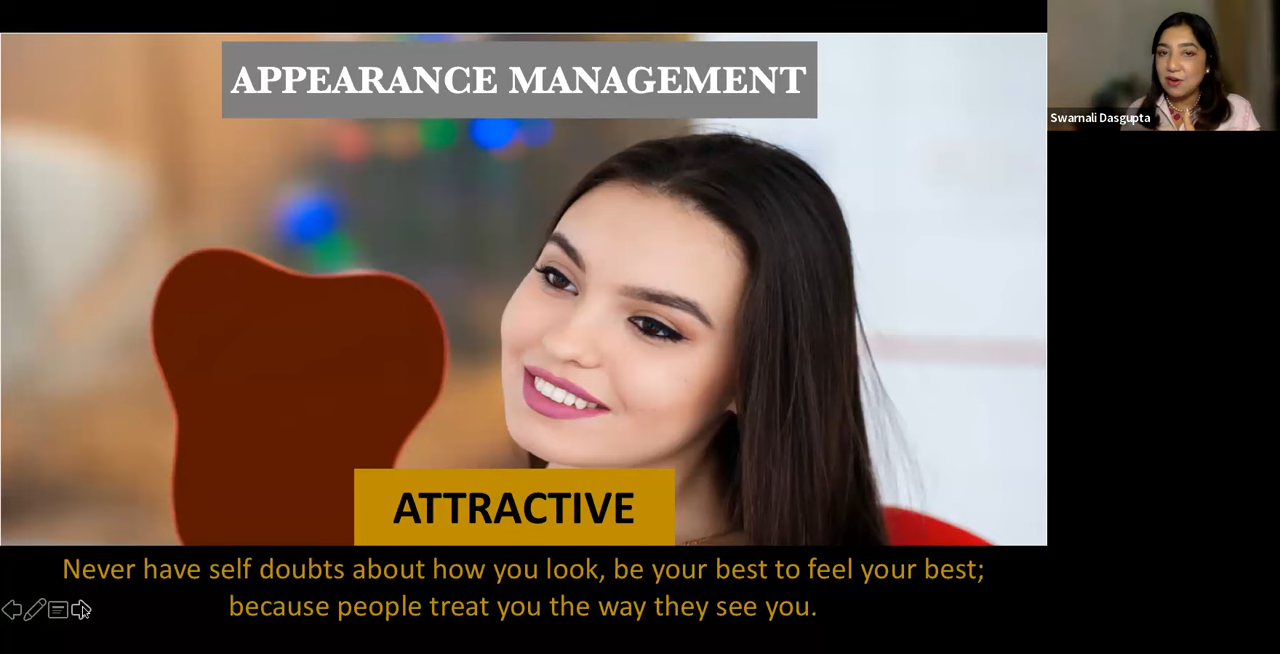 APPEARANCE MANAGEMENT
Swarnali Dasgupta
ATTRACTIVE
Never have self doubts about how you look, be your best to feel your best;
because people treat you the way they see you.